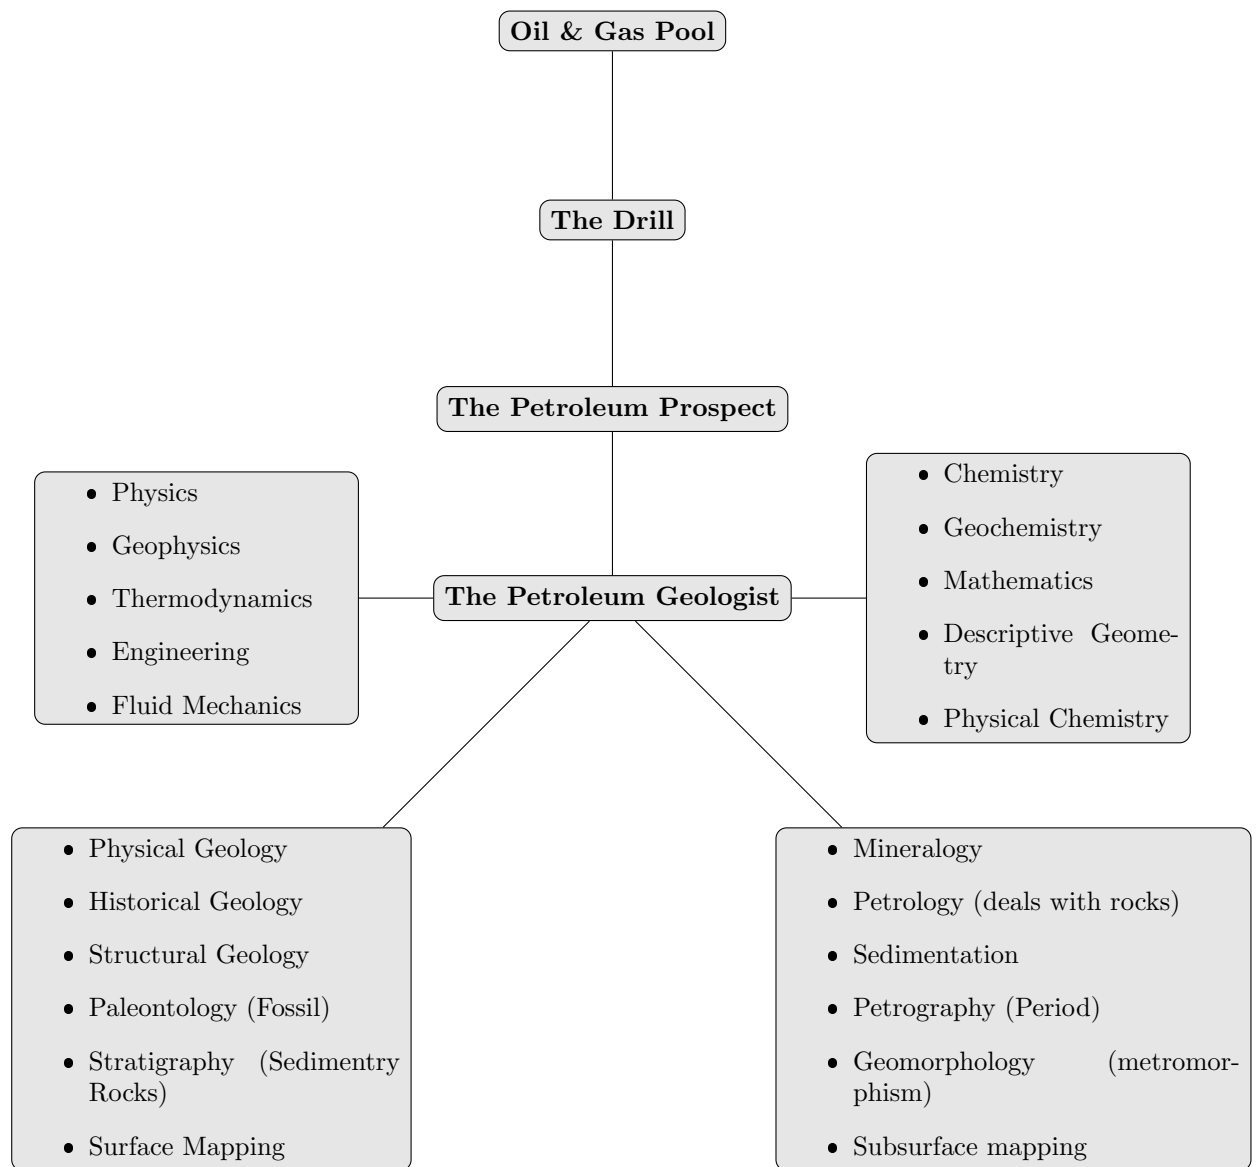 Oil & Gas Pool
The Drill
The Petroleum Prospect
• Physics
• Geophysics
• Thermodynamics
• Engineering
• Fluid Mechanics
The Petroleum Geologist
• Chemistry
• Geochemistry
• Mathematics
• Descriptive Geome-
try
• Physical Chemistry
• Physical Geology
• Historical Geology
• Structural Geology
• Paleontology (Fossil)
• Stratigraphy (Sedimentry
Rocks)
• Surface Mapping
• Mineralogy
• Petrology (deals with rocks)
• Sedimentation
• Petrography (Period)
• Geomorphology (metromor-
phism)
• Subsurface mapping